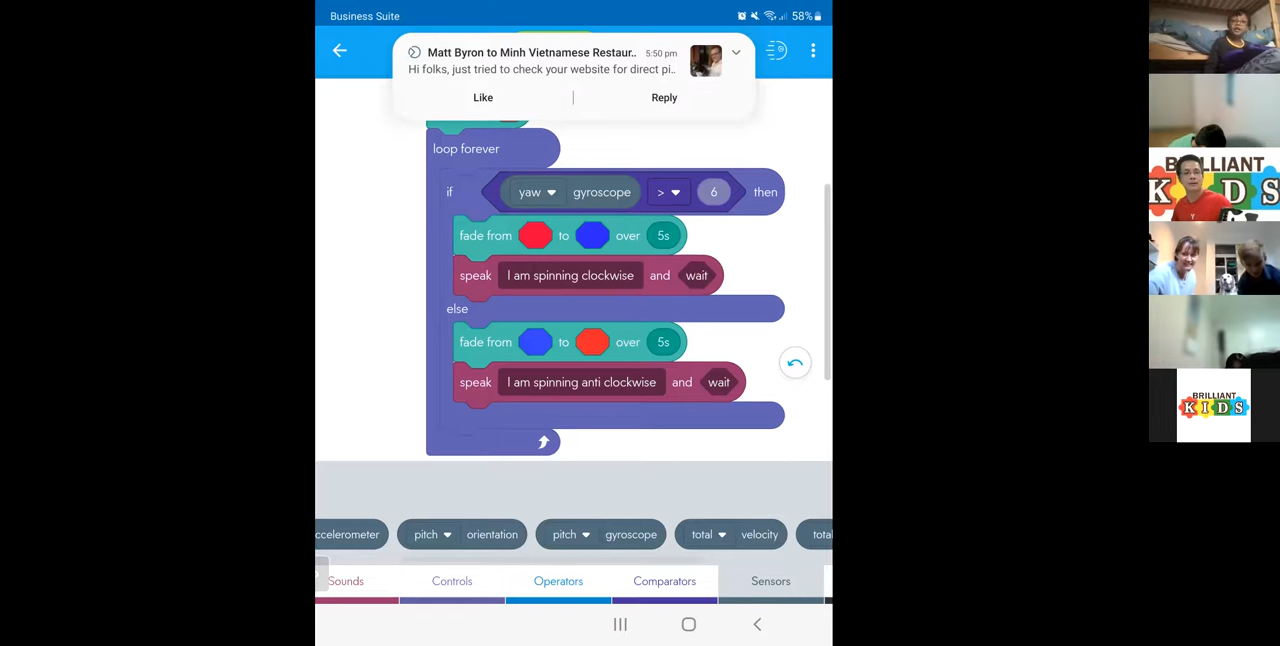 Business Suite
58%
Matt Byron to Minh Vietnamese Restaur.. 5:50 pm
Hi folks, just tried to check your website for direct pi..
Like Reply
loop forever
if yaw gyroscope > 6 then
fade from to over 5s
speak I am spinning clockwise and wait
else
fade from to over 5s
speak I am spinning anti clockwise and wait
ccelerometer pitch orientation pitch gyroscope total velocity total
Sounds Controls Operators Comparators Sensors
BRILLIANT
KIDS
BRILLIANT
KIDS